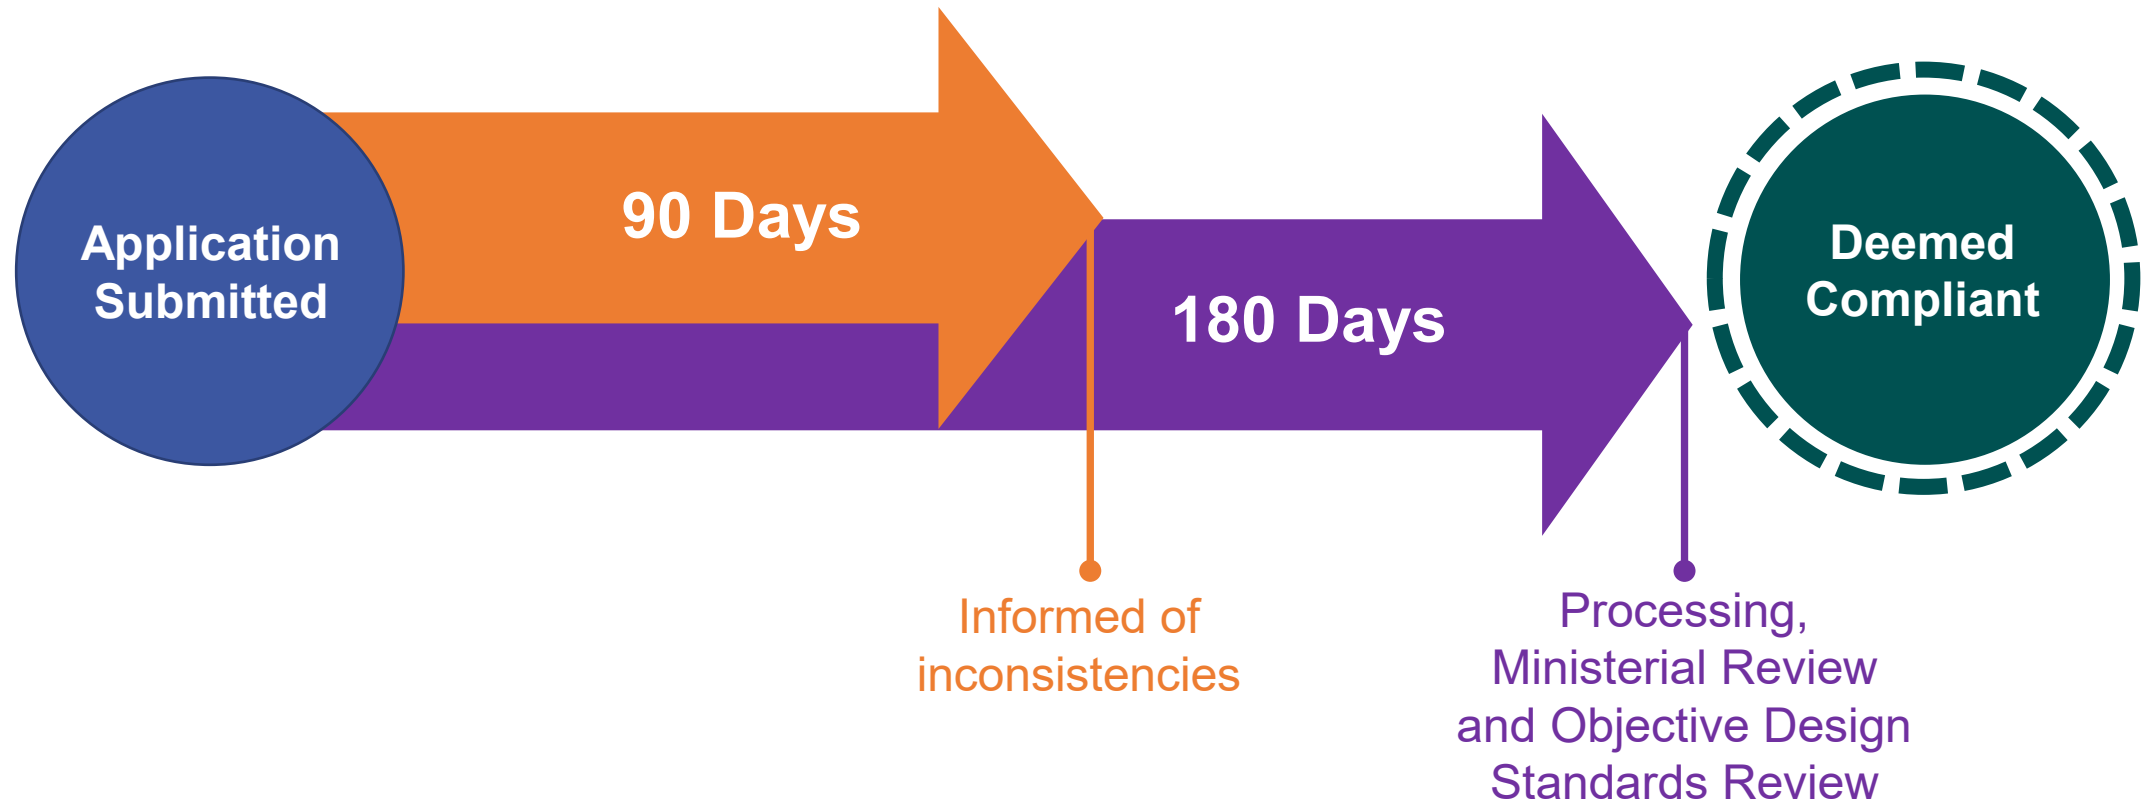 Application
Submitted
90 Days
180 Days
Deemed
Compliant
Informed of
inconsistencies
Processing,
Ministerial Review
and Objective Design
Standards Review